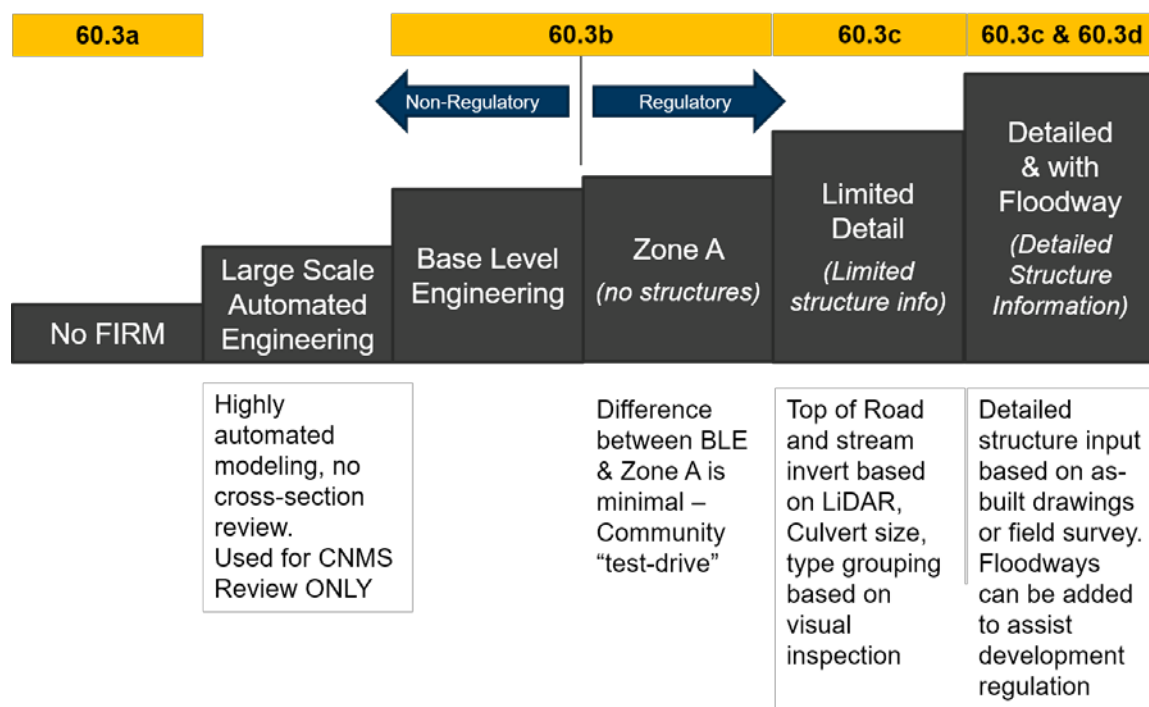 60.3a
60.3b
60.3c
60.3c & 60.3d
Non-Regulatory
Regulatory
No FIRM
Large Scale
Automated
Engineering
Base Level
Engineering
Zone A
(no structures)
Limited
Detail
(Limited
structure info)
Detailed
& with
Floodway
(Detailed
Structure
Information)
Highly
automated
modeling, no
cross-section
review.
Used for CNMS
Review ONLY
Difference
between BLE
& Zone A is
minimal –
Community
“test-drive”
Top of Road
and stream
invert based
on LiDAR,
Culvert size,
type grouping
based on
visual
inspection
Detailed
structure input
based on as-
built drawings
or field survey.
Floodways
can be added
to assist
development
regulation